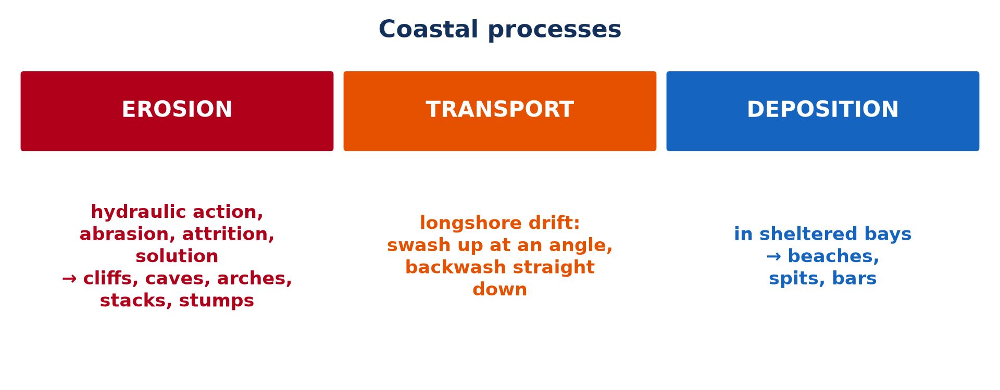 Coastal processes
EROSION
TRANSPORT
DEPOSITION
hydraulic action,
abrasion, attrition,
solution
→ cliffs, caves, arches,
stacks, stumps
longshore drift:
swash up at an angle,
backwash straight
down
in sheltered bays
→ beaches,
spits, bars